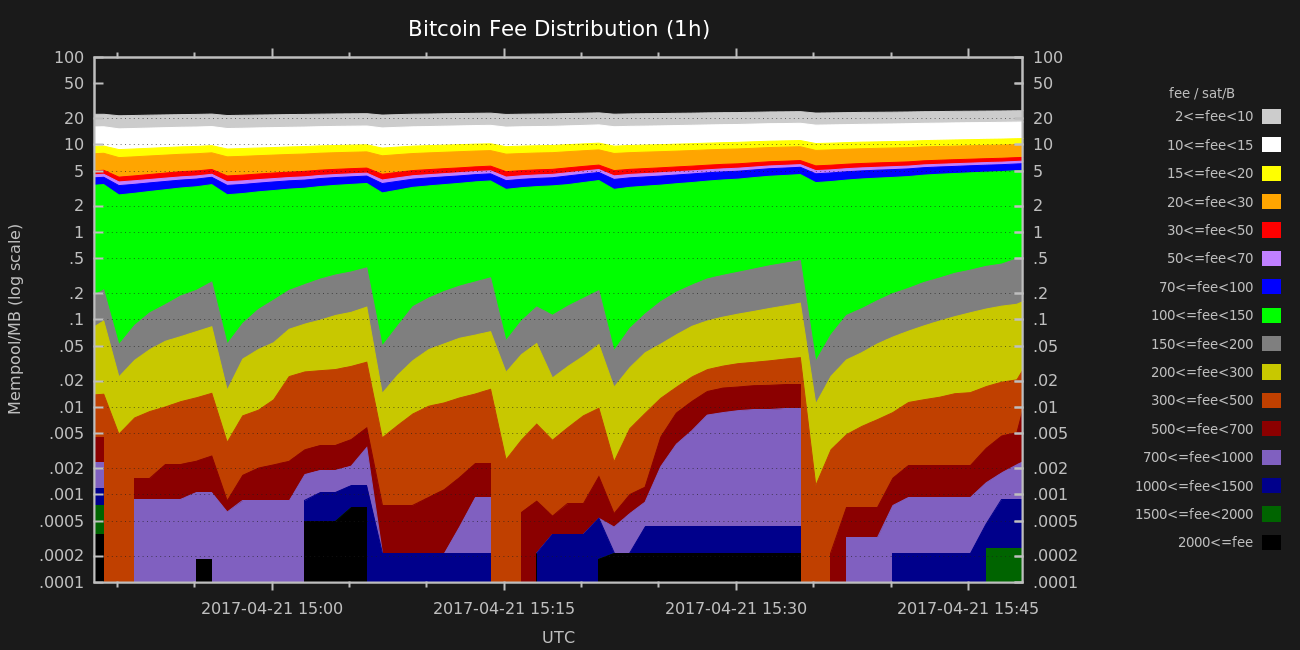 Bitcoin Fee Distribution (1h)
Mempool/MB (log scale)
100
50
20
10
5
2
1
.5
.2
.1
.05
.02
.01
.005
.002
.001
.0005
.0002
.0001
100
50
20
10
5
2
1
.5
.2
.1
.05
.02
.01
.005
.002
.001
.0005
.0002
.0001
2017-04-21 15:00
2017-04-21 15:15
2017-04-21 15:30
2017-04-21 15:45
UTC
fee / sat/B
2<=fee<10
10<=fee<15
15<=fee<20
20<=fee<30
30<=fee<50
50<=fee<70
70<=fee<100
100<=fee<150
150<=fee<200
200<=fee<300
300<=fee<500
500<=fee<700
700<=fee<1000
1000<=fee<1500
1500<=fee<2000
2000<=fee